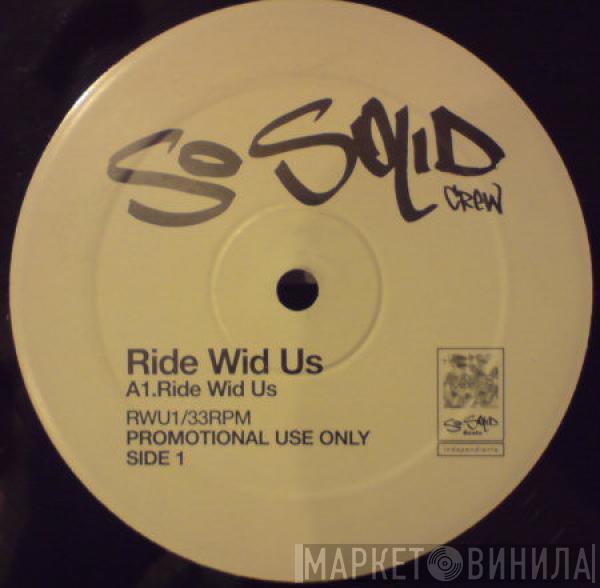 So Solid
Crew
Ride Wid Us
A1.Ride Wid Us
RWU1/33RPM
PROMOTIONAL USE ONLY
SIDE 1
So Solid
Beats
independiente
МАРКЕТ ВИНИЛА